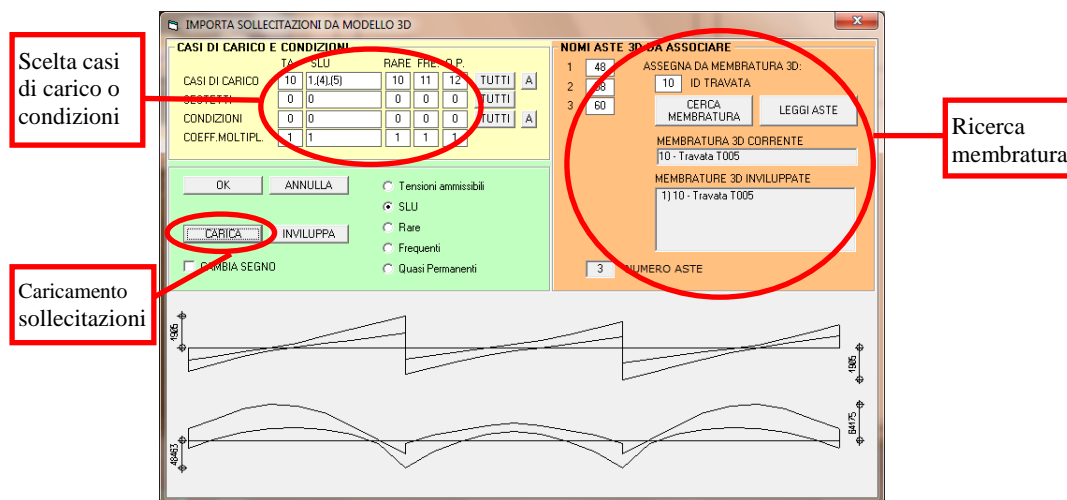 IMPORTA SOLLECITAZIONI DA MODELLO 3D
Scelta casi
di carico o
condizioni
CASI DI CARICO E CONDIZIONI
TA SLU RARE FRE. Q.P.
CASI DI CARICO 10 1,(4),(5) 10 11 12 TUTTI A
SESTETTI 0 0 0 0 0 TUTTI
CONDIZIONI 0 0 0 0 0 TUTTI A
COEFF.MOLTIPL. 1 1 1 1 1
NOMI ASTE 3D DA ASSOCIARE
1 48
2
3 60
ASSEGNA DA MEMBRATURA 3D:
10 ID TRAVATA
CERCA
MEMBRATURA
LEGGI ASTE
MEMBRATURA 3D CORRENTE
10 - Travata T005
MEMBRATURE 3D INVILUPPATE
1) 10 - Travata T005
3 NUMERO ASTE
Ricerca
membratura
OK ANNULLA
CARICA INVILUPPA
CAMBIA SEGNO
Tensioni ammissibili
SLU
Rare
Frequenti
Quasi Permanenti
Caricamento
sollecitazioni
1905
1905
48463
64175